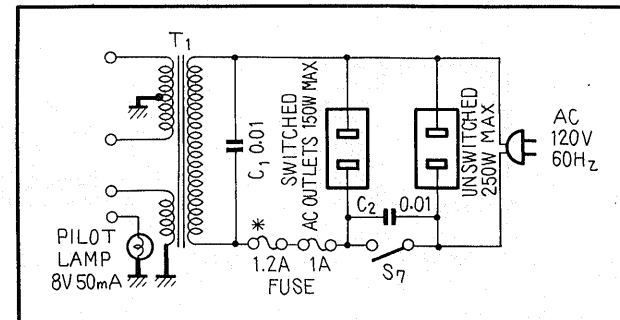 T1
C1 0.01
SWITCHED
AC OUTLETS 150W MAX
UNSWITCHED
250W MAX
AC
120V
60Hz
C2 0.01
PILOT
LAMP
8V 50mA
*
1.2A 1A
FUSE
S7